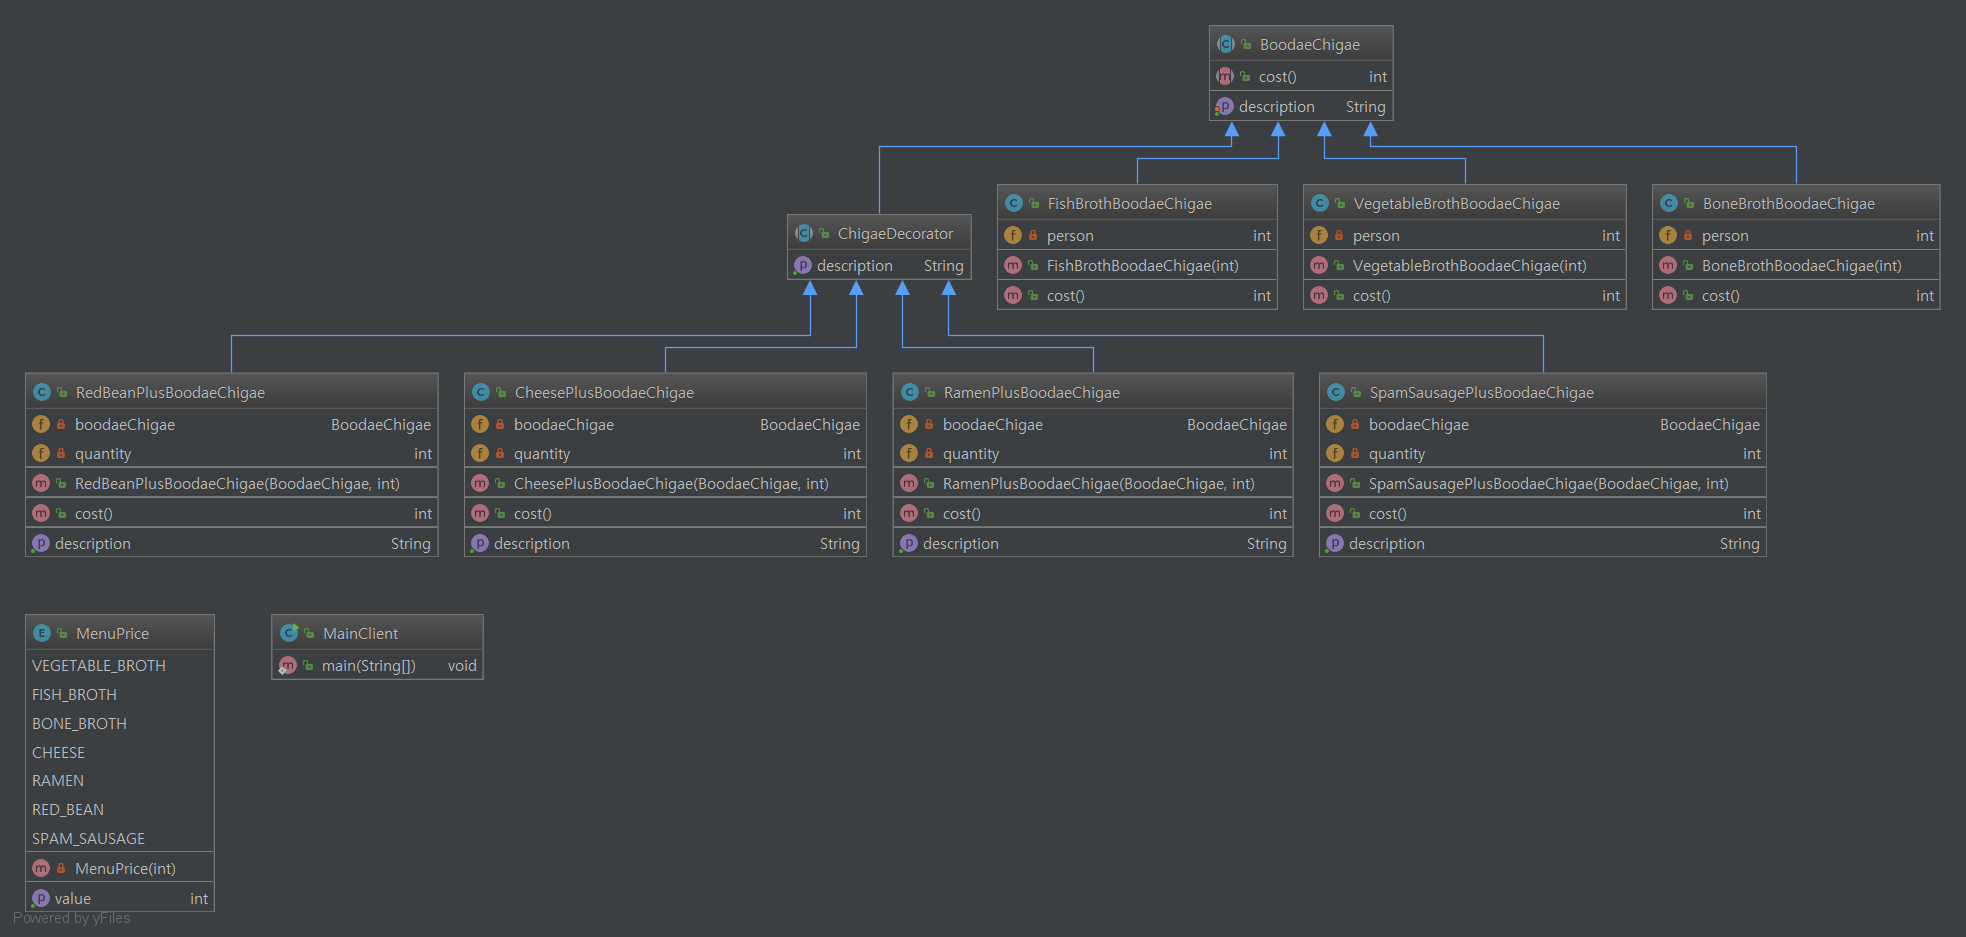 BoodaeChigae
cost() int
description String
ChigaeDecorator
description String
FishBrothBoodaeChigae
person int
FishBrothBoodaeChigae(int)
cost() int
VegetableBrothBoodaeChigae
person int
VegetableBrothBoodaeChigae(int)
cost() int
BoneBrothBoodaeChigae
person int
BoneBrothBoodaeChigae(int)
cost() int
RedBeanPlusBoodaeChigae
boodaeChigae BoodaeChigae
quantity int
RedBeanPlusBoodaeChigae(BoodaeChigae, int)
cost() int
description String
CheesePlusBoodaeChigae
boodaeChigae BoodaeChigae
quantity int
CheesePlusBoodaeChigae(BoodaeChigae, int)
cost() int
description String
RamenPlusBoodaeChigae
boodaeChigae BoodaeChigae
quantity int
RamenPlusBoodaeChigae(BoodaeChigae, int)
cost() int
description String
SpamSausagePlusBoodaeChigae
boodaeChigae BoodaeChigae
quantity int
SpamSausagePlusBoodaeChigae(BoodaeChigae, int)
cost() int
description String
MenuPrice
VEGETABLE_BROTH
FISH_BROTH
BONE_BROTH
CHEESE
RAMEN
RED_BEAN
SPAM_SAUSAGE
MenuPrice(int)
value int
MainClient
main(String[]) void
Powered by yFiles